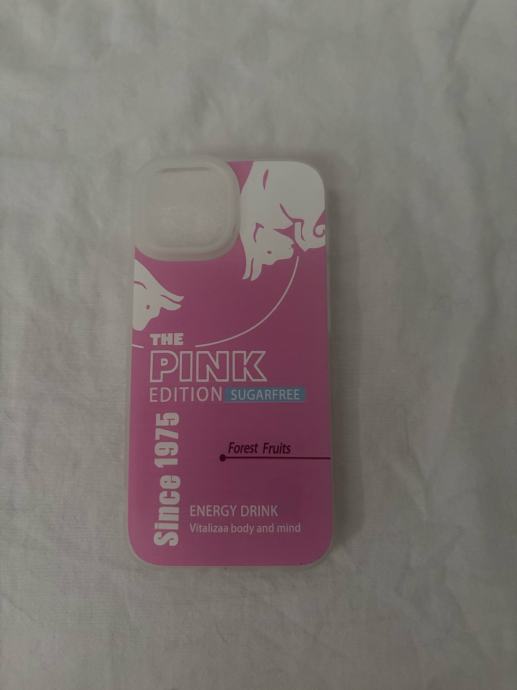 THE
PINK
EDITION SUGARFREE
Since 1975
Forest Fruits
ENERGY DRINK
Vitalizaa body and mind